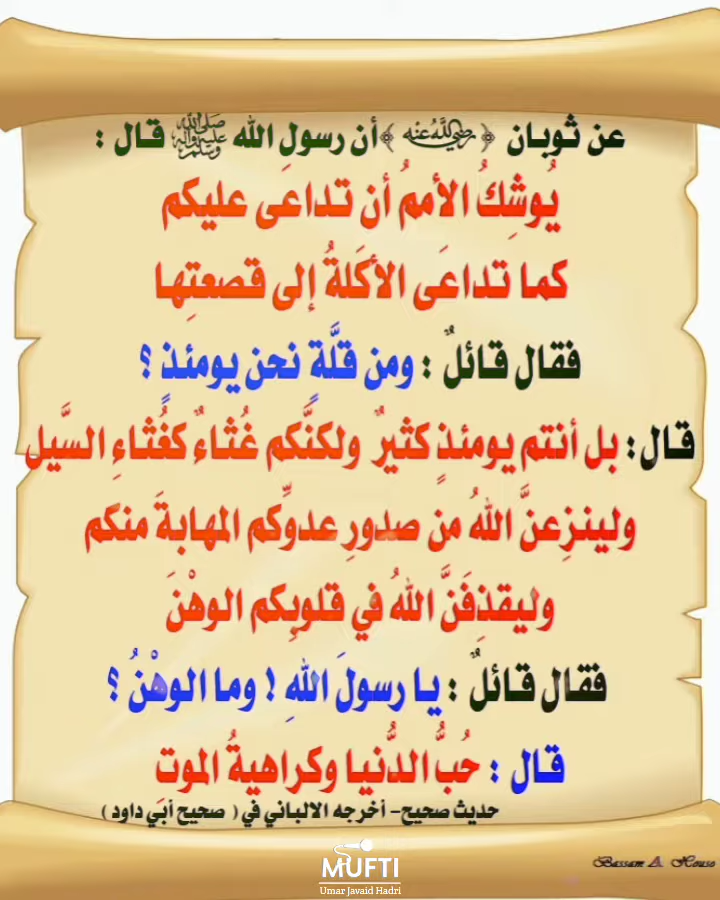 عن ثوبان ﴿ رضي الله عنه ﴾ أن رسولَ الله ﷺ قال :
يُوشِكُ الأممُ أن تداعَى عليكم
كما تداعَى الأكَلةُ إلى قصعتِها
فقال قائلٌ : ومن قلَّةٍ نحن يومئذٍ ؟
قال : بل أنتم يومئذٍ كثيرٌ ولكنَّكم غُثاءٌ كغُثاءِ السَّيل
ولينزِعنَّ اللهُ من صدورِ عدوِّكم المهابةَ منكم
وليقذِفَنَّ اللهُ في قلوبِكم الوهْنَ
فقال قائلٌ : يا رسولَ اللهِ ! وما الوهْنُ ؟
قال : حُبُّ الدُّنيا وكراهيةُ الموتِ
حديث صحيح - أخرجه الالباني في ( صحيح أبي داود )
Bassam A. House
MUFTI
Umar Javaid Hadri